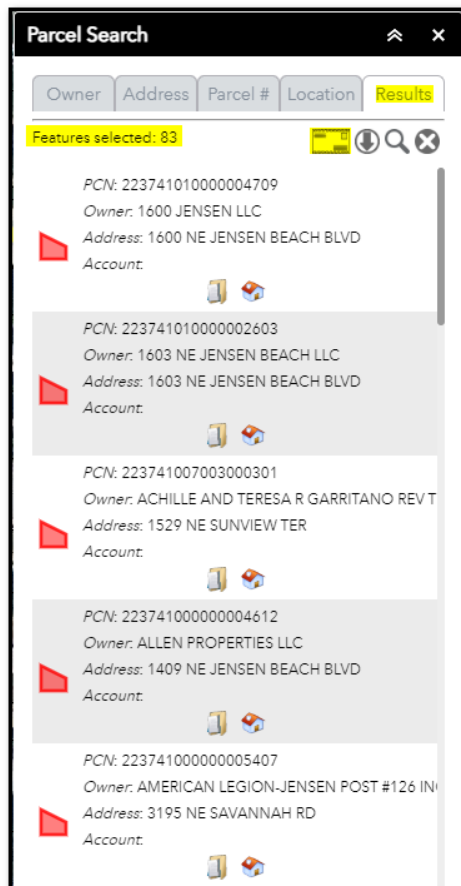 Parcel Search
Owner Address Parcel # Location Results
Features selected: 83
PCN: 223741010000004709
Owner: 1600 JENSEN LLC
Address: 1600 NE JENSEN BEACH BLVD
Account:
PCN: 223741010000002603
Owner: 1603 NE JENSEN BEACH LLC
Address: 1603 NE JENSEN BEACH BLVD
Account:
PCN: 223741007003000301
Owner: ACHILLE AND TERESA R GARRITANO REV T
Address: 1529 NE SUNVIEW TER
Account:
PCN: 223741000000004612
Owner: ALLEN PROPERTIES LLC
Address: 1409 NE JENSEN BEACH BLVD
Account:
PCN: 223741000000005407
Owner: AMERICAN LEGION-JENSEN POST #126 IN
Address: 3195 NE SAVANNAH RD
Account: